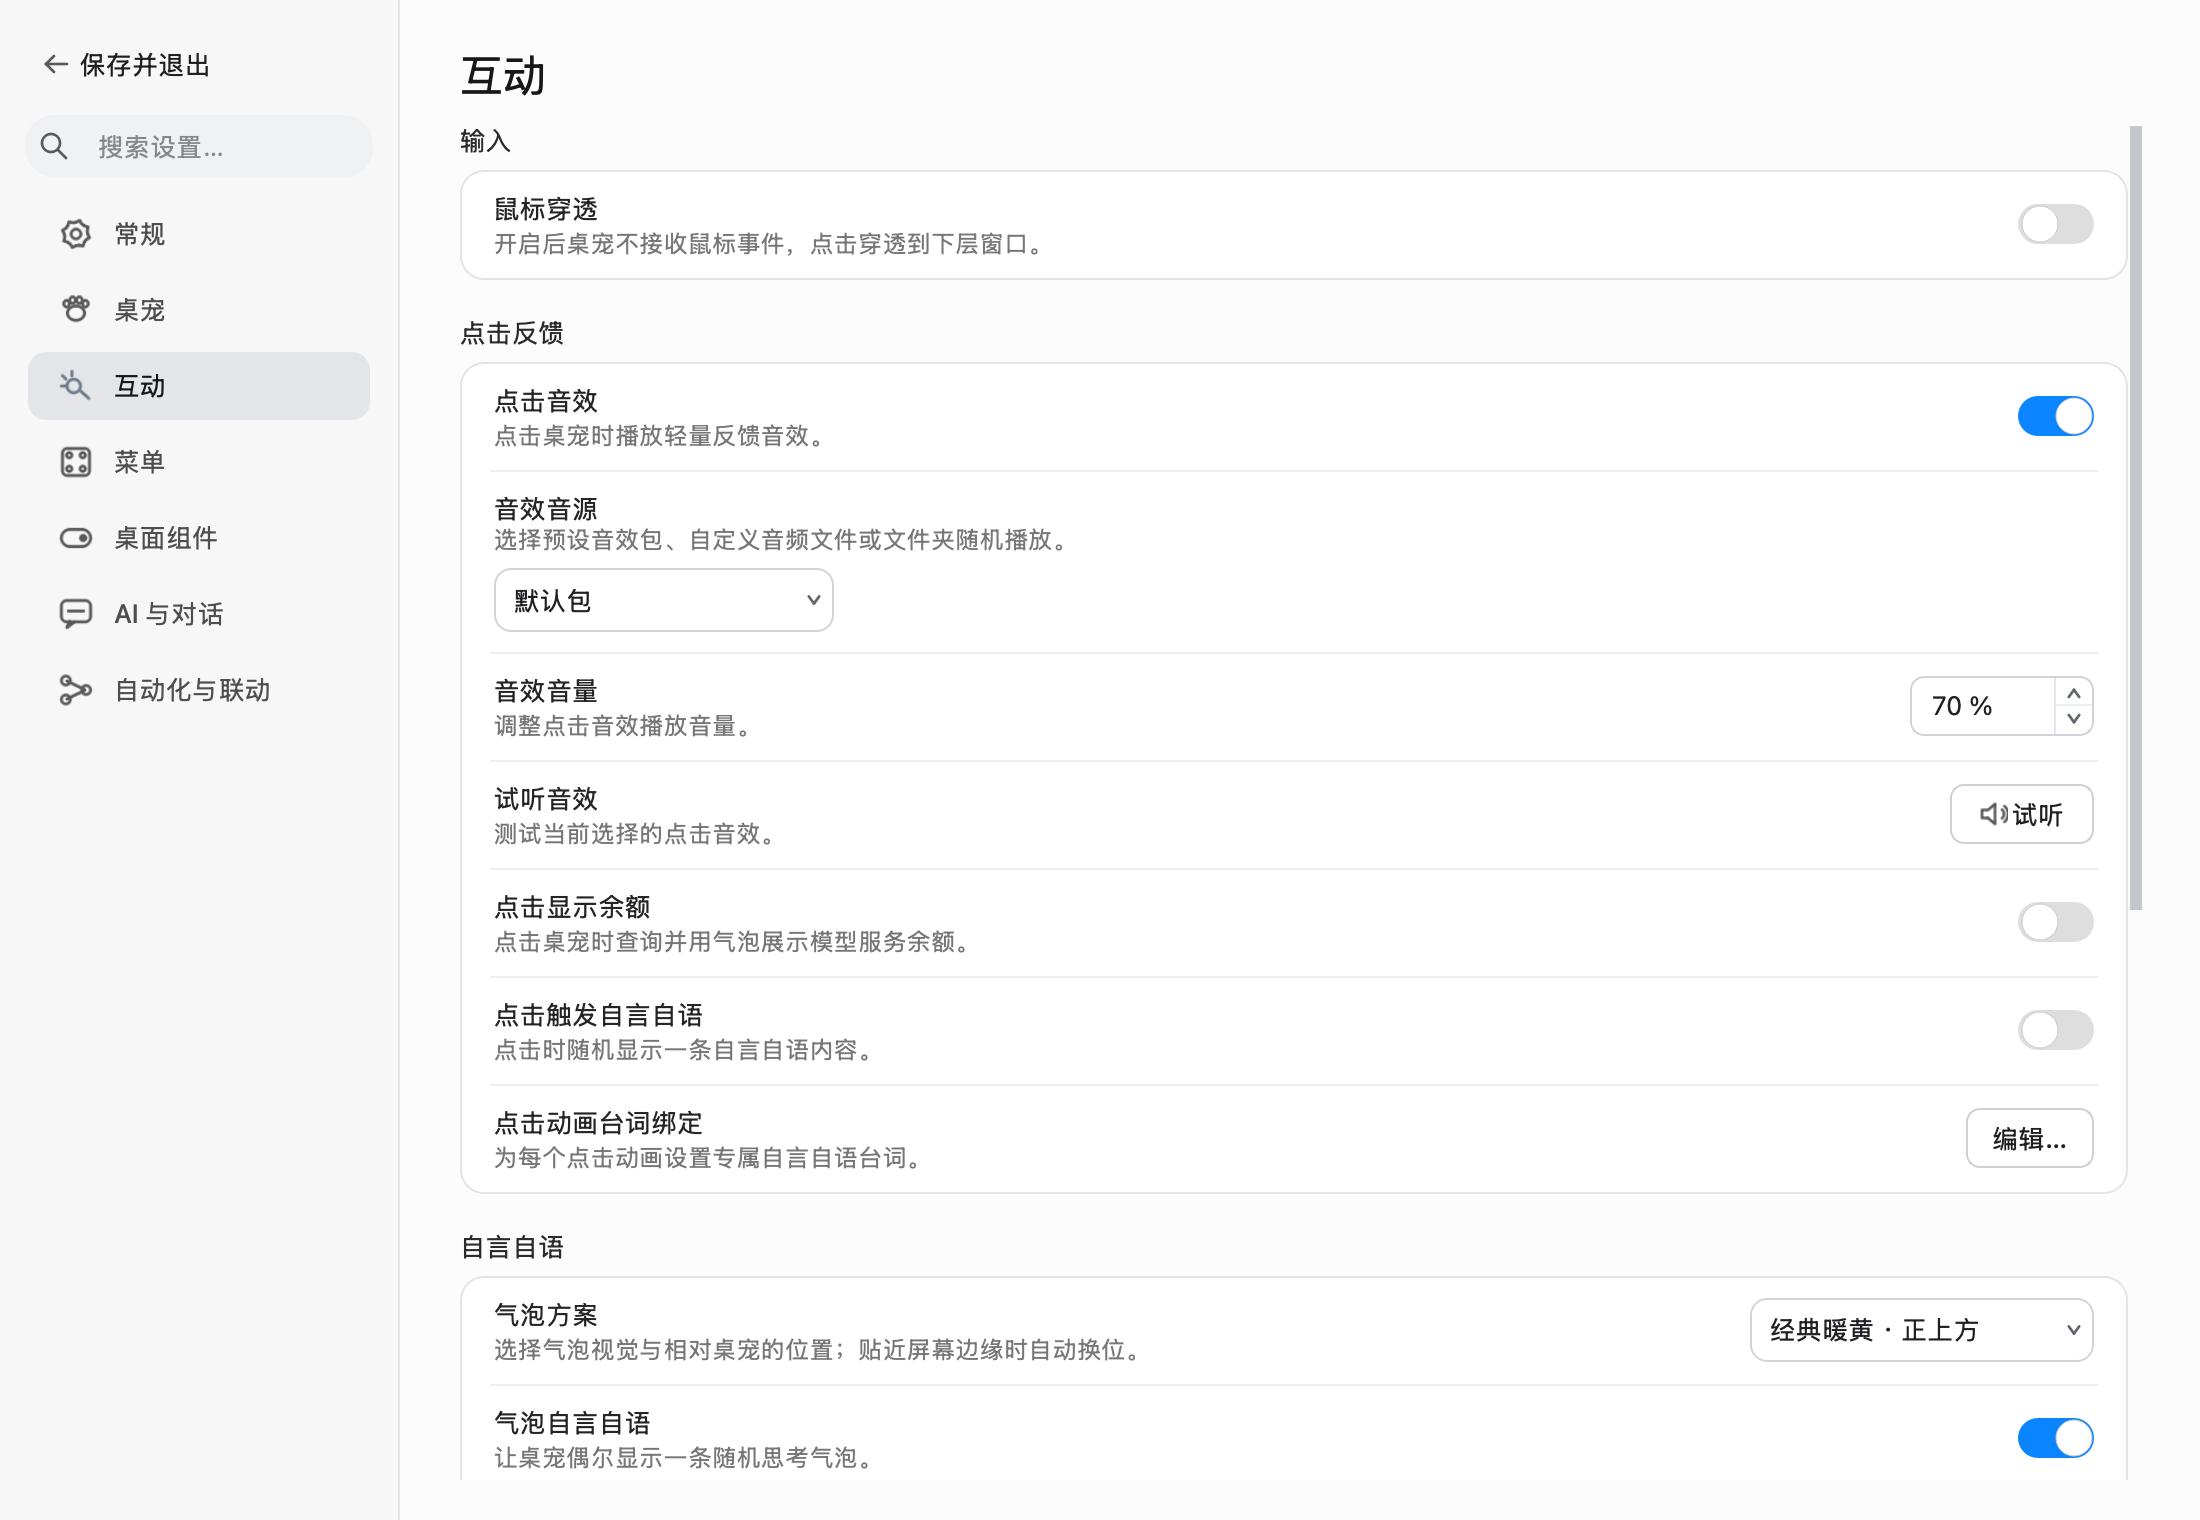 保存并退出
搜索设置...
常规
桌宠
互动
菜单
桌面组件
AI 与对话
自动化与联动
互动
输入
鼠标穿透
开启后桌宠不接收鼠标事件，点击穿透到下层窗口。
点击反馈
点击音效
点击桌宠时播放轻量反馈音效。
音效音源
选择预设音效包、自定义音频文件或文件夹随机播放。
默认包
音效音量
调整点击音效播放音量。
70 %
试听音效
测试当前选择的点击音效。
试听
点击显示余额
点击桌宠时查询并用气泡展示模型服务余额。
点击触发自言自语
点击时随机显示一条自言自语内容。
点击动画台词绑定
为每个点击动画设置专属自言自语台词。
编辑...
自言自语
气泡方案
选择气泡视觉与相对桌宠的位置；贴近屏幕边缘时自动换位。
经典暖黄 · 正上方
气泡自言自语
让桌宠偶尔显示一条随机思考气泡。